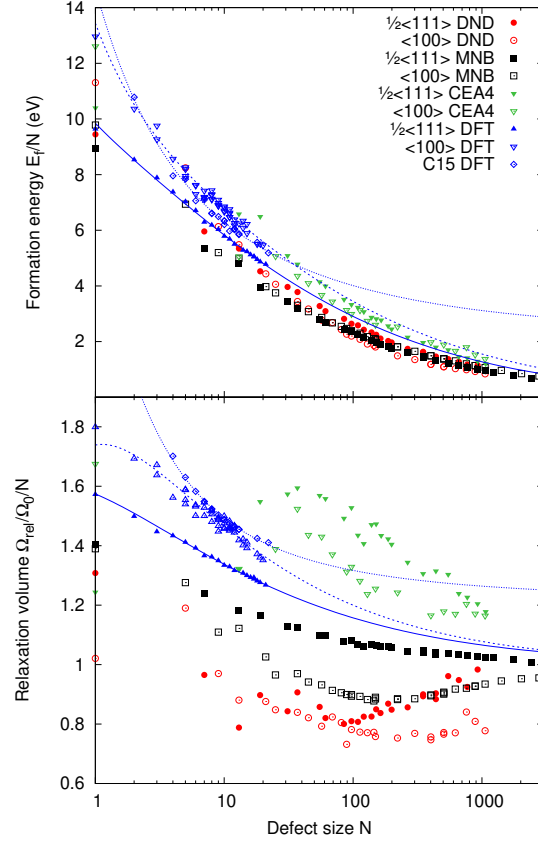 14
12
10
8
6
4
2
Formation energy E_f/N (eV)
½<111> DND
<100> DND
½<111> MNB
<100> MNB
½<111> CEA4
<100> CEA4
½<111> DFT
<100> DFT
C15 DFT
1.8
1.6
1.4
1.2
1
0.8
0.6
Relaxation volume Ω_rel/Ω_0/N
1 10 100 1000
Defect size N